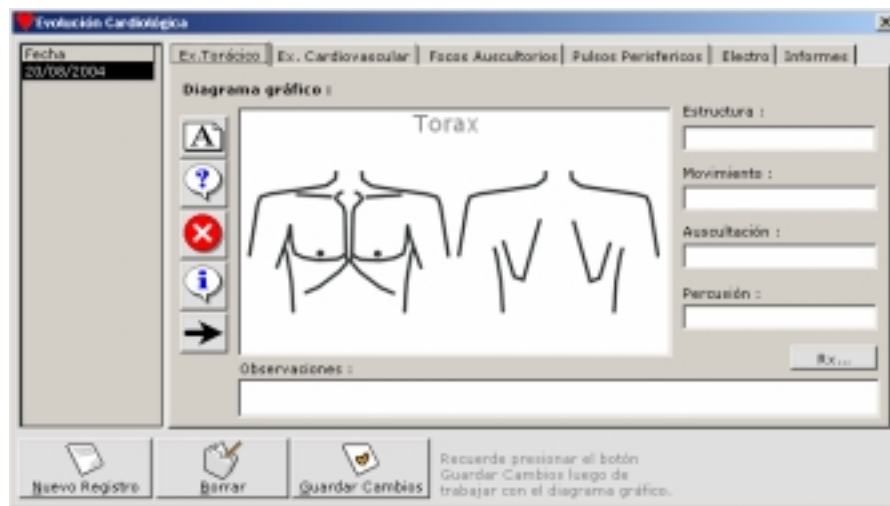 Evolución Cardiológica
Fecha
20/08/2004
Ex.Torácico
Ex. Cardiovascular
Focos Auscultorios
Pulsos Perisfericos
Electro
Informes
Diagrama gráfico :
A
?
i
Torax
Estructura :
Movimiento :
Auscultación :
Percusión :
Rx...
Observaciones :
Nuevo Registro
Borrar
Guardar Cambios
Recuerde presionar el botón
Guardar Cambios luego de
trabajar con el diagrama gráfico.